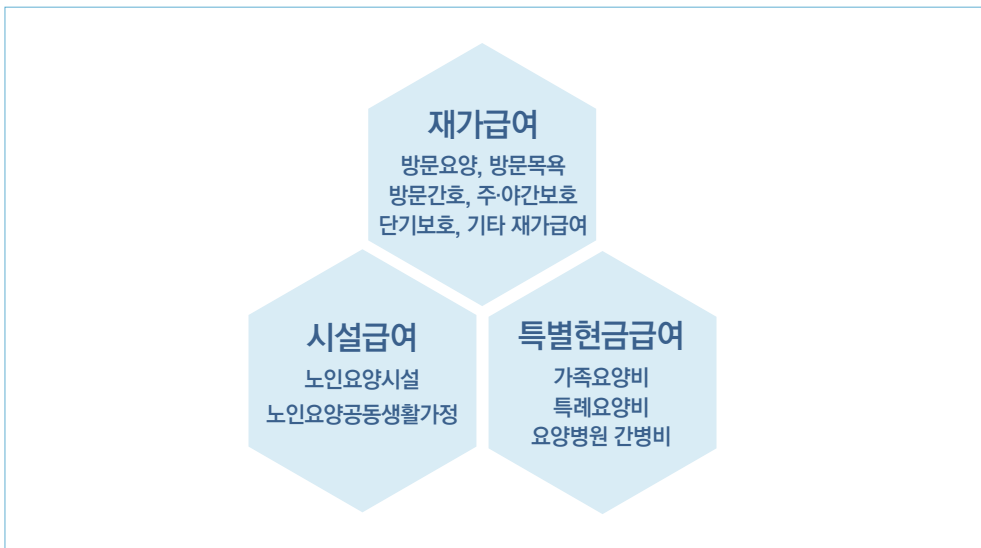 재가급여
방문요양, 방문목욕
방문간호, 주·야간보호
단기보호, 기타 재가급여
시설급여
노인요양시설
노인요양공동생활가정
특별현금급여
가족요양비
특례요양비
요양병원 간병비